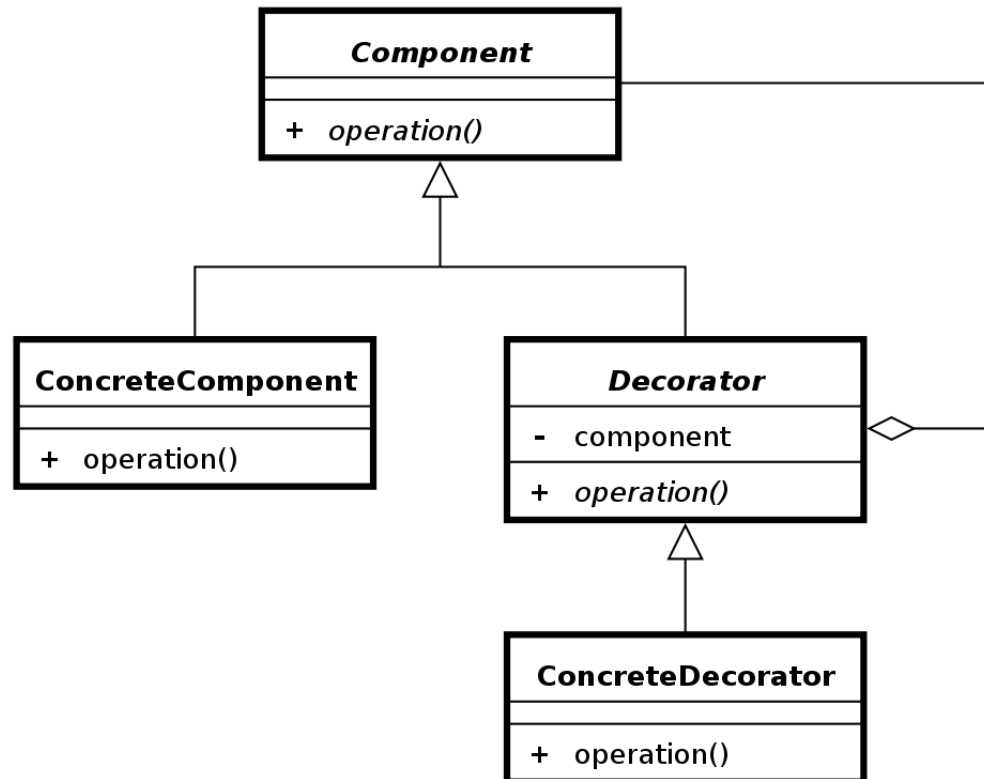 Component
+ operation()
ConcreteComponent
+ operation()
Decorator
- component
+ operation()
ConcreteDecorator
+ operation()